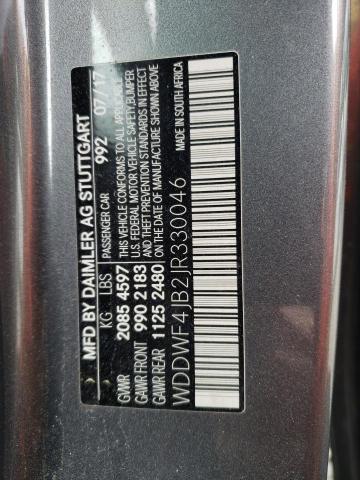 MFD BY DAIMLER AG STUTTGART
PASSENGER CAR 992 07/17
KG LBS
GVWR 2085 4597
GAWR FRONT 990 2183
GAWR REAR 1125 2480
THIS VEHICLE CONFORMS TO ALL APPLICABLE
U.S. FEDERAL MOTOR VEHICLE SAFETY, BUMPER
AND THEFT PREVENTION STANDARDS IN EFFECT
ON THE DATE OF MANUFACTURE SHOWN ABOVE
MADE IN SOUTH AFRICA
WDDWF4JB2JR330046